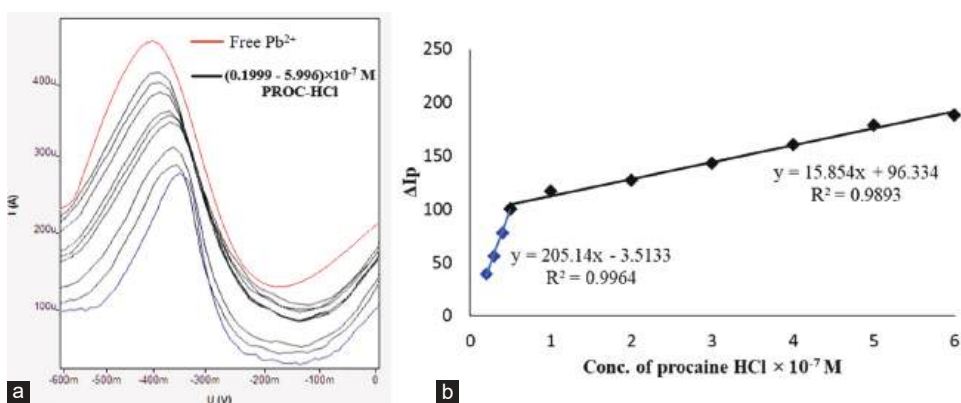 Free Pb²⁺
(0.1999 - 5.996)×10⁻⁷ M
PROC-HCl
400u
300u
200u
100u
I (A)
-600m -500m -400m -300m -200m -100m 0
U (V)
a
250
200
150
100
50
0
ΔIp
y = 15.854x + 96.334
R² = 0.9893
y = 205.14x - 3.5133
R² = 0.9964
0 1 2 3 4 5 6
Conc. of procaine HCl × 10⁻⁷ M
b